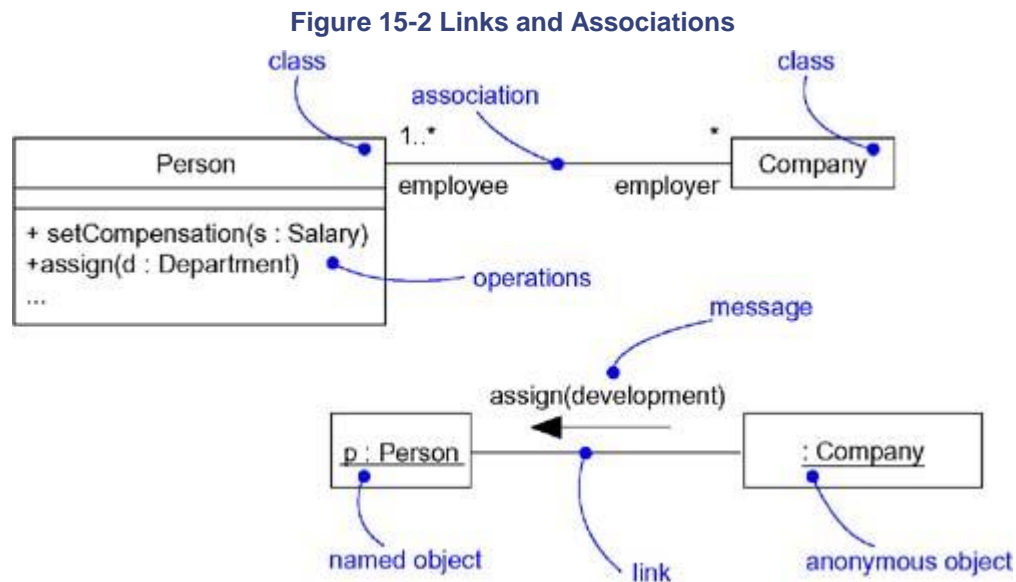 Figure 15-2 Links and Associations
class
class
association
1..*
*
Person
Company
employee
employer
+ setCompensation(s : Salary)
+assign(d : Department)
...
operations
message
assign(development)
p : Person
: Company
named object
link
anonymous object